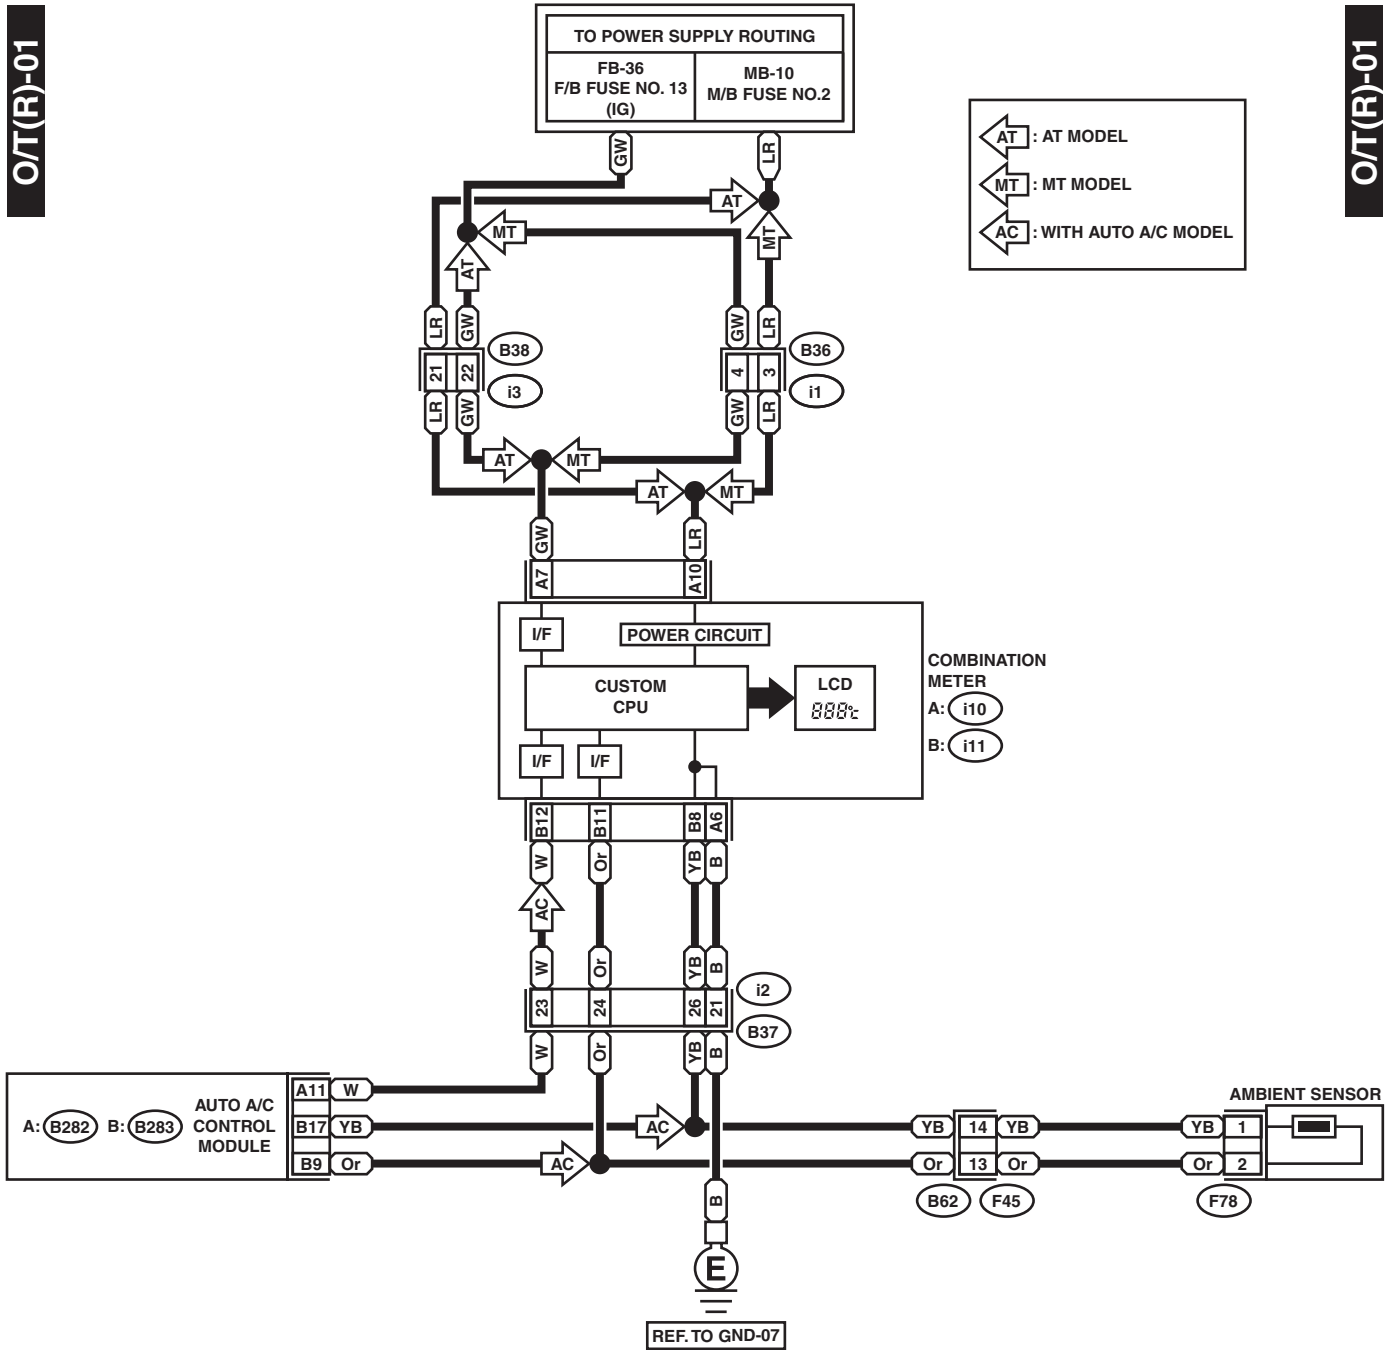 O/T(R)-01
O/T(R)-01
TO POWER SUPPLY ROUTING
FB-36
F/B FUSE NO. 13
(IG)
MB-10
M/B FUSE NO.2
AT : AT MODEL
MT : MT MODEL
AC : WITH AUTO A/C MODEL
GW
LR
AT
MT
MT
AT
LR
GW
GW
LR
B38
B36
21
22
4
3
i3
i1
LR
GW
GW
LR
AT
MT
AT
MT
GW
LR
A7
A10
I/F
POWER CIRCUIT
CUSTOM
CPU
LCD
888°c
COMBINATION
METER
A: i10
B: i11
I/F
I/F
B12
B11
B8
A6
W
Or
YB
B
AC
W
Or
YB
B
i2
23
24
26
21
B37
W
Or
YB
B
A: B282 B: B283
AUTO A/C
CONTROL
MODULE
A11 W
B17 YB
B9 Or
AC
AC
YB 14 YB
Or 13 Or
B62 F45
AMBIENT SENSOR
YB 1
Or 2
F78
B
E
REF. TO GND-07